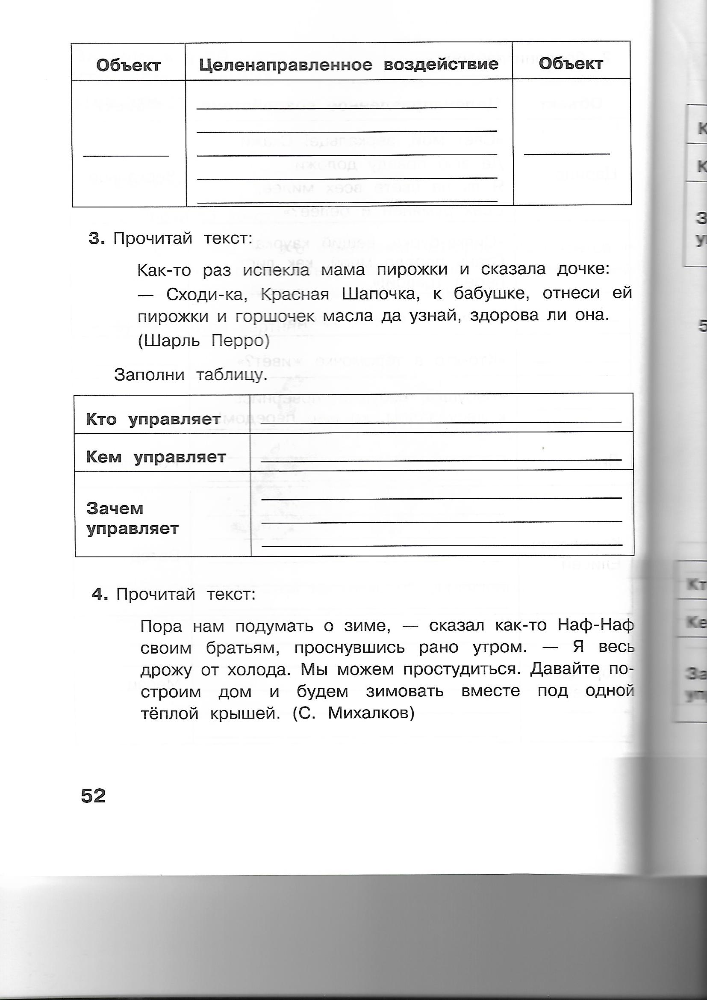 Объект Целенаправленное воздействие Объект
3. Прочитай текст:
Как-то раз испекла мама пирожки и сказала дочке:
— Сходи-ка, Красная Шапочка, к бабушке, отнеси ей
пирожки и горшочек масла да узнай, здорова ли она.
(Шарль Перро)
Заполни таблицу.
Кто управляет
Кем управляет
Зачем
управляет
4. Прочитай текст:
Пора нам подумать о зиме, — сказал как-то Наф-Наф
своим братьям, проснувшись рано утром. — Я весь
дрожу от холода. Мы можем простудиться. Давайте по-
строим дом и будем зимовать вместе под одной
тёплой крышей. (С. Михалков)
52